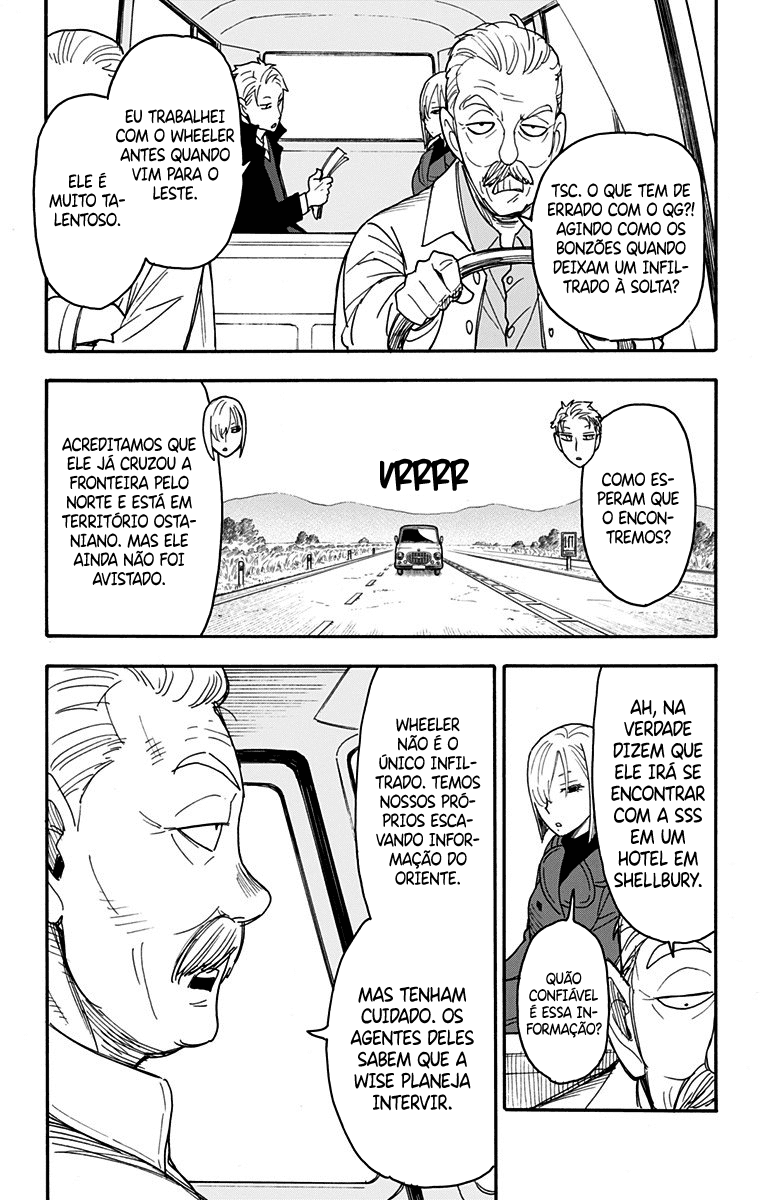 TSC. O QUE TEM DE
ERRADO COM O QG?!
AGINDO COMO OS
BONZÕES QUANDO
DEIXAM UM INFIL-
TRADO À SOLTA?
EU TRABALHEI
COM O WHEELER
ANTES QUANDO
VIM PARA O
LESTE.
ELE É
MUITO TA-
LENTOSO.
COMO ES-
PERAM QUE
O ENCON-
TREMOS?
VRRRR
ACREDITAMOS QUE
ELE JÁ CRUZOU A
FRONTEIRA PELO
NORTE E ESTÁ EM
TERRITÓRIO OSTA-
NIANO. MAS ELE
AINDA NÃO FOI
AVISTADO.
AH, NA
VERDADE
DIZEM QUE
ELE IRÁ SE
ENCONTRAR
COM A SSS
EM UM
HOTEL EM
SHELLBURY.
QUÃO
CONFIÁVEL
É ESSA IN-
FORMAÇÃO?
WHEELER
NÃO É O
ÚNICO INFIL-
TRADO. TEMOS
NOSSOS PRÓ-
PRIOS ESCA-
VANDO INFOR-
MAÇÃO DO
ORIENTE.
MAS TENHAM
CUIDADO. OS
AGENTES DELES
SABEM QUE A
WISE PLANEJA
INTERVIR.